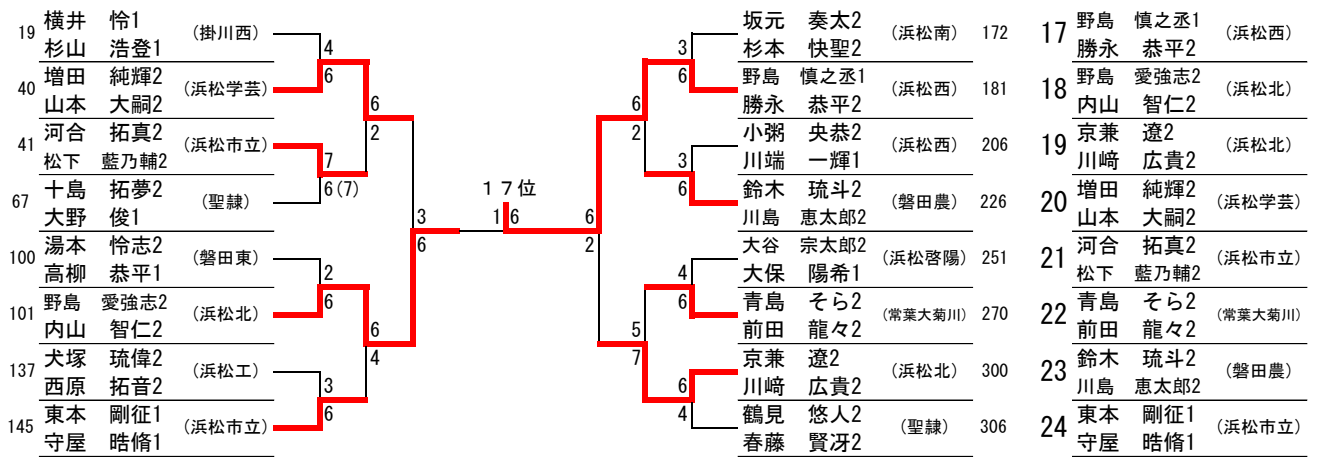 19 横井 怜1 (掛川西)
杉山 浩登1
40 増田 純輝2 (浜松学芸)
山本 大嗣2
41 河合 拓真2 (浜松市立)
松下 藍乃輔2
67 十島 拓夢2 (聖隷)
大野 俊1
100 湯本 怜志2 (磐田東)
高柳 恭平1
101 野島 愛強志2 (浜松北)
内山 智仁2
137 犬塚 琉偉2 (浜松工)
西原 拓音2
145 東本 剛征1 (浜松市立)
守屋 晧脩1
4
6
6
2
7
6(7)
3
6
2
6
6
4
3
6
17位
1 6
3
6
6
2
3
6
6
2
4
6
5
7
6
4
坂元 奏太2 (浜松南) 172
杉本 快聖2
野島 慎之丞1 (浜松西) 181
勝永 恭平2
小粥 央恭2 (浜松西) 206
川端 一輝1
鈴木 琉斗2 (磐田農) 226
川島 恵太郎2
大谷 宗太郎2 (浜松啓陽) 251
大保 陽希1
青島 そら2 (常葉大菊川) 270
前田 龍々2
京兼 遼2 (浜松北) 300
川﨑 広貴2
鶴見 悠人2 (聖隷) 306
春藤 賢冴2
17 野島 慎之丞1 (浜松西)
勝永 恭平2
18 野島 愛強志2 (浜松北)
内山 智仁2
19 京兼 遼2 (浜松北)
川﨑 広貴2
20 増田 純輝2 (浜松学芸)
山本 大嗣2
21 河合 拓真2 (浜松市立)
松下 藍乃輔2
22 青島 そら2 (常葉大菊川)
前田 龍々2
23 鈴木 琉斗2 (磐田農)
川島 恵太郎2
24 東本 剛征1 (浜松市立)
守屋 晧脩1